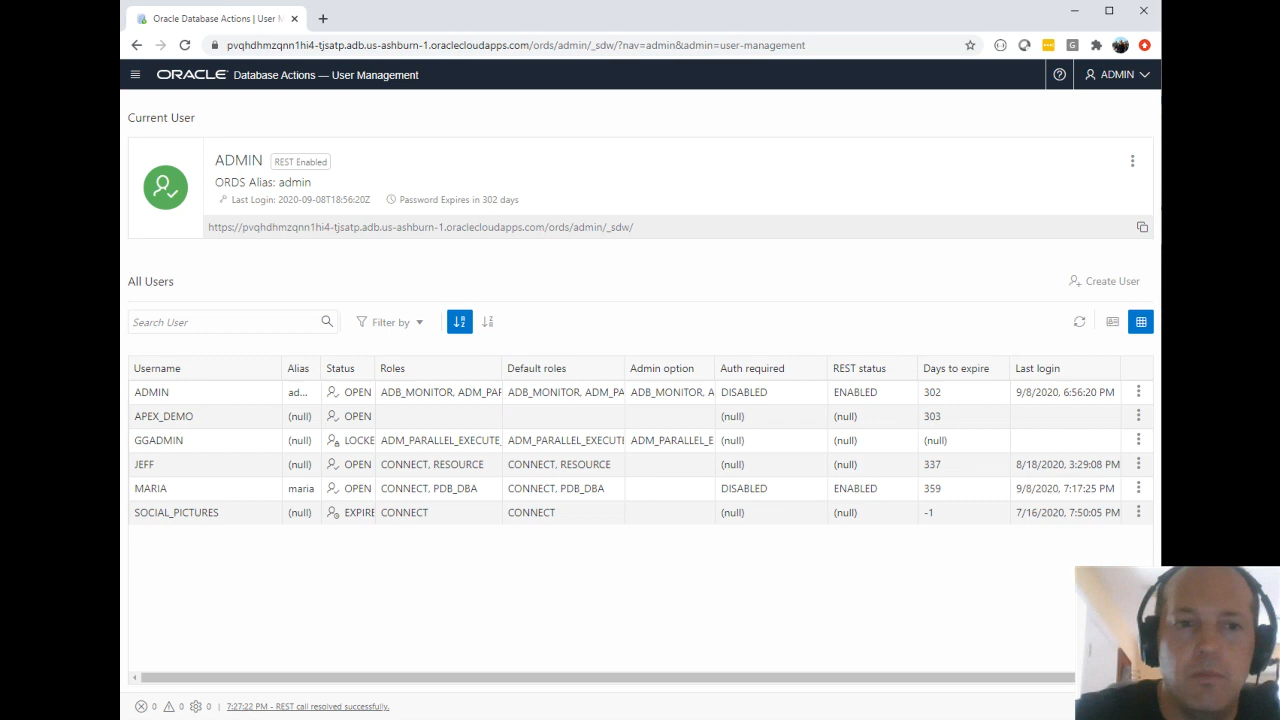 Oracle Database Actions | User M
pvqhdhmzqnn1hi4-tjsatp.adb.us-ashburn-1.oraclecloudapps.com/ords/admin/_sdw/?nav=admin&admin=user-management
ORACLE Database Actions — User Management
ADMIN
Current User
ADMIN REST Enabled
ORDS Alias: admin
Last Login: 2020-09-08T18:56:20Z Password Expires in 302 days
https://pvqhdhmzqnn1hi4-tjsatp.adb.us-ashburn-1.oraclecloudapps.com/ords/admin/_sdw/
All Users Create User
Search User Filter by
Username Alias Status Roles Default roles Admin option Auth required REST status Days to expire Last login
ADMIN ad... OPEN ADB_MONITOR, ADM_PAR ADB_MONITOR, ADM_PA ADB_MONITOR, A DISABLED ENABLED 302 9/8/2020, 6:56:20 PM
APEX_DEMO (null) OPEN (null) (null) 303
GGADMIN (null) LOCKE ADM_PARALLEL_EXECUTE_ ADM_PARALLEL_EXECUTE ADM_PARALLEL_E (null) (null) (null)
JEFF (null) OPEN CONNECT, RESOURCE CONNECT, RESOURCE (null) (null) 337 8/18/2020, 3:29:08 PM
MARIA maria OPEN CONNECT, PDB_DBA CONNECT, PDB_DBA DISABLED ENABLED 359 9/8/2020, 7:17:25 PM
SOCIAL_PICTURES (null) EXPIRE CONNECT CONNECT (null) (null) -1 7/16/2020, 7:50:05 PM
0 0 0 | 7:27:22 PM - REST call resolved successfully.